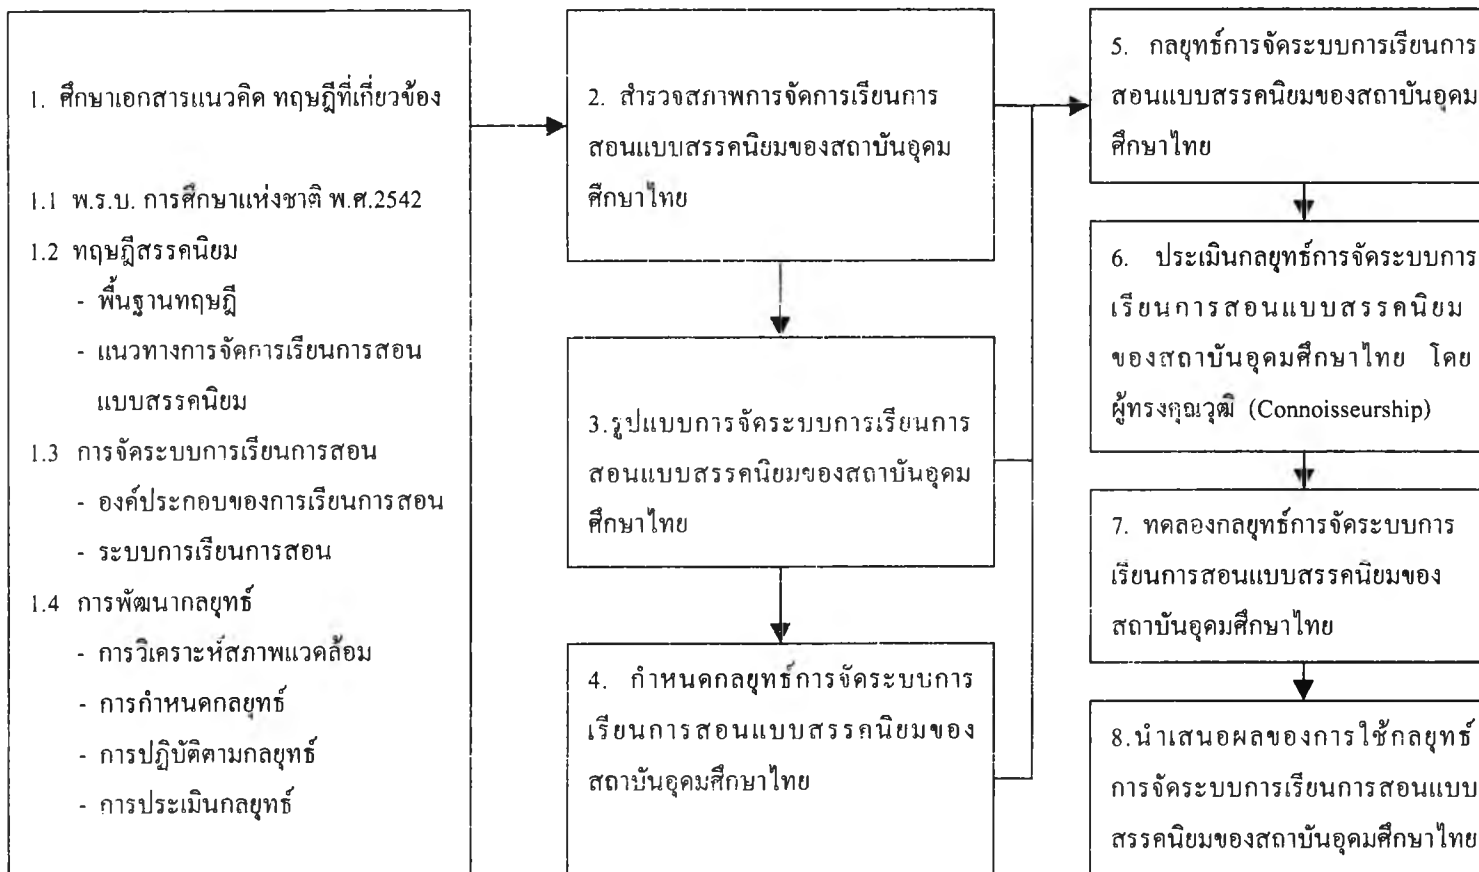 1. ศึกษาเอกสารแนวคิด ทฤษฎีที่เกี่ยวข้อง
1.1 พ.ร.บ. การศึกษาแห่งชาติ พ.ศ.2542
1.2 ทฤษฎีสรรคนิยม
- พื้นฐานทฤษฎี
- แนวทางการจัดการเรียนการสอน
แบบสรรคนิยม
1.3 การจัดระบบการเรียนการสอน
- องค์ประกอบของการเรียนการสอน
- ระบบการเรียนการสอน
1.4 การพัฒนากลยุทธ์
- การวิเคราะห์สภาพแวดล้อม
- การกำหนดกลยุทธ์
- การปฏิบัติตามกลยุทธ์
- การประเมินกลยุทธ์
2. สำรวจสภาพการจัดการเรียนการ
สอนแบบสรรคนิยมของสถาบันอุดม
ศึกษาไทย
3.รูปแบบการจัดระบบการเรียนการ
สอนแบบสรรคนิยมของสถาบันอุดม
ศึกษาไทย
4. กำหนดกลยุทธ์การจัดระบบการ
เรียนการสอนแบบสรรคนิยมของ
สถาบันอุดมศึกษาไทย
5. กลยุทธ์การจัดระบบการเรียนการ
สอนแบบสรรคนิยมของสถาบันอุดม
ศึกษาไทย
6. ประเมินกลยุทธ์การจัดระบบการ
เรียนการสอนแบบสรรคนิยม
ของสถาบันอุดมศึกษาไทย โดย
ผู้ทรงคุณวุฒิ (Connoisseurship)
7. ทดลองกลยุทธ์การจัดระบบการ
เรียนการสอนแบบสรรคนิยมของ
สถาบันอุดมศึกษาไทย
8.นำเสนอผลของการใช้กลยุทธ์
การจัดระบบการเรียนการสอนแบบ
สรรคนิยมของสถาบันอุดมศึกษาไทย